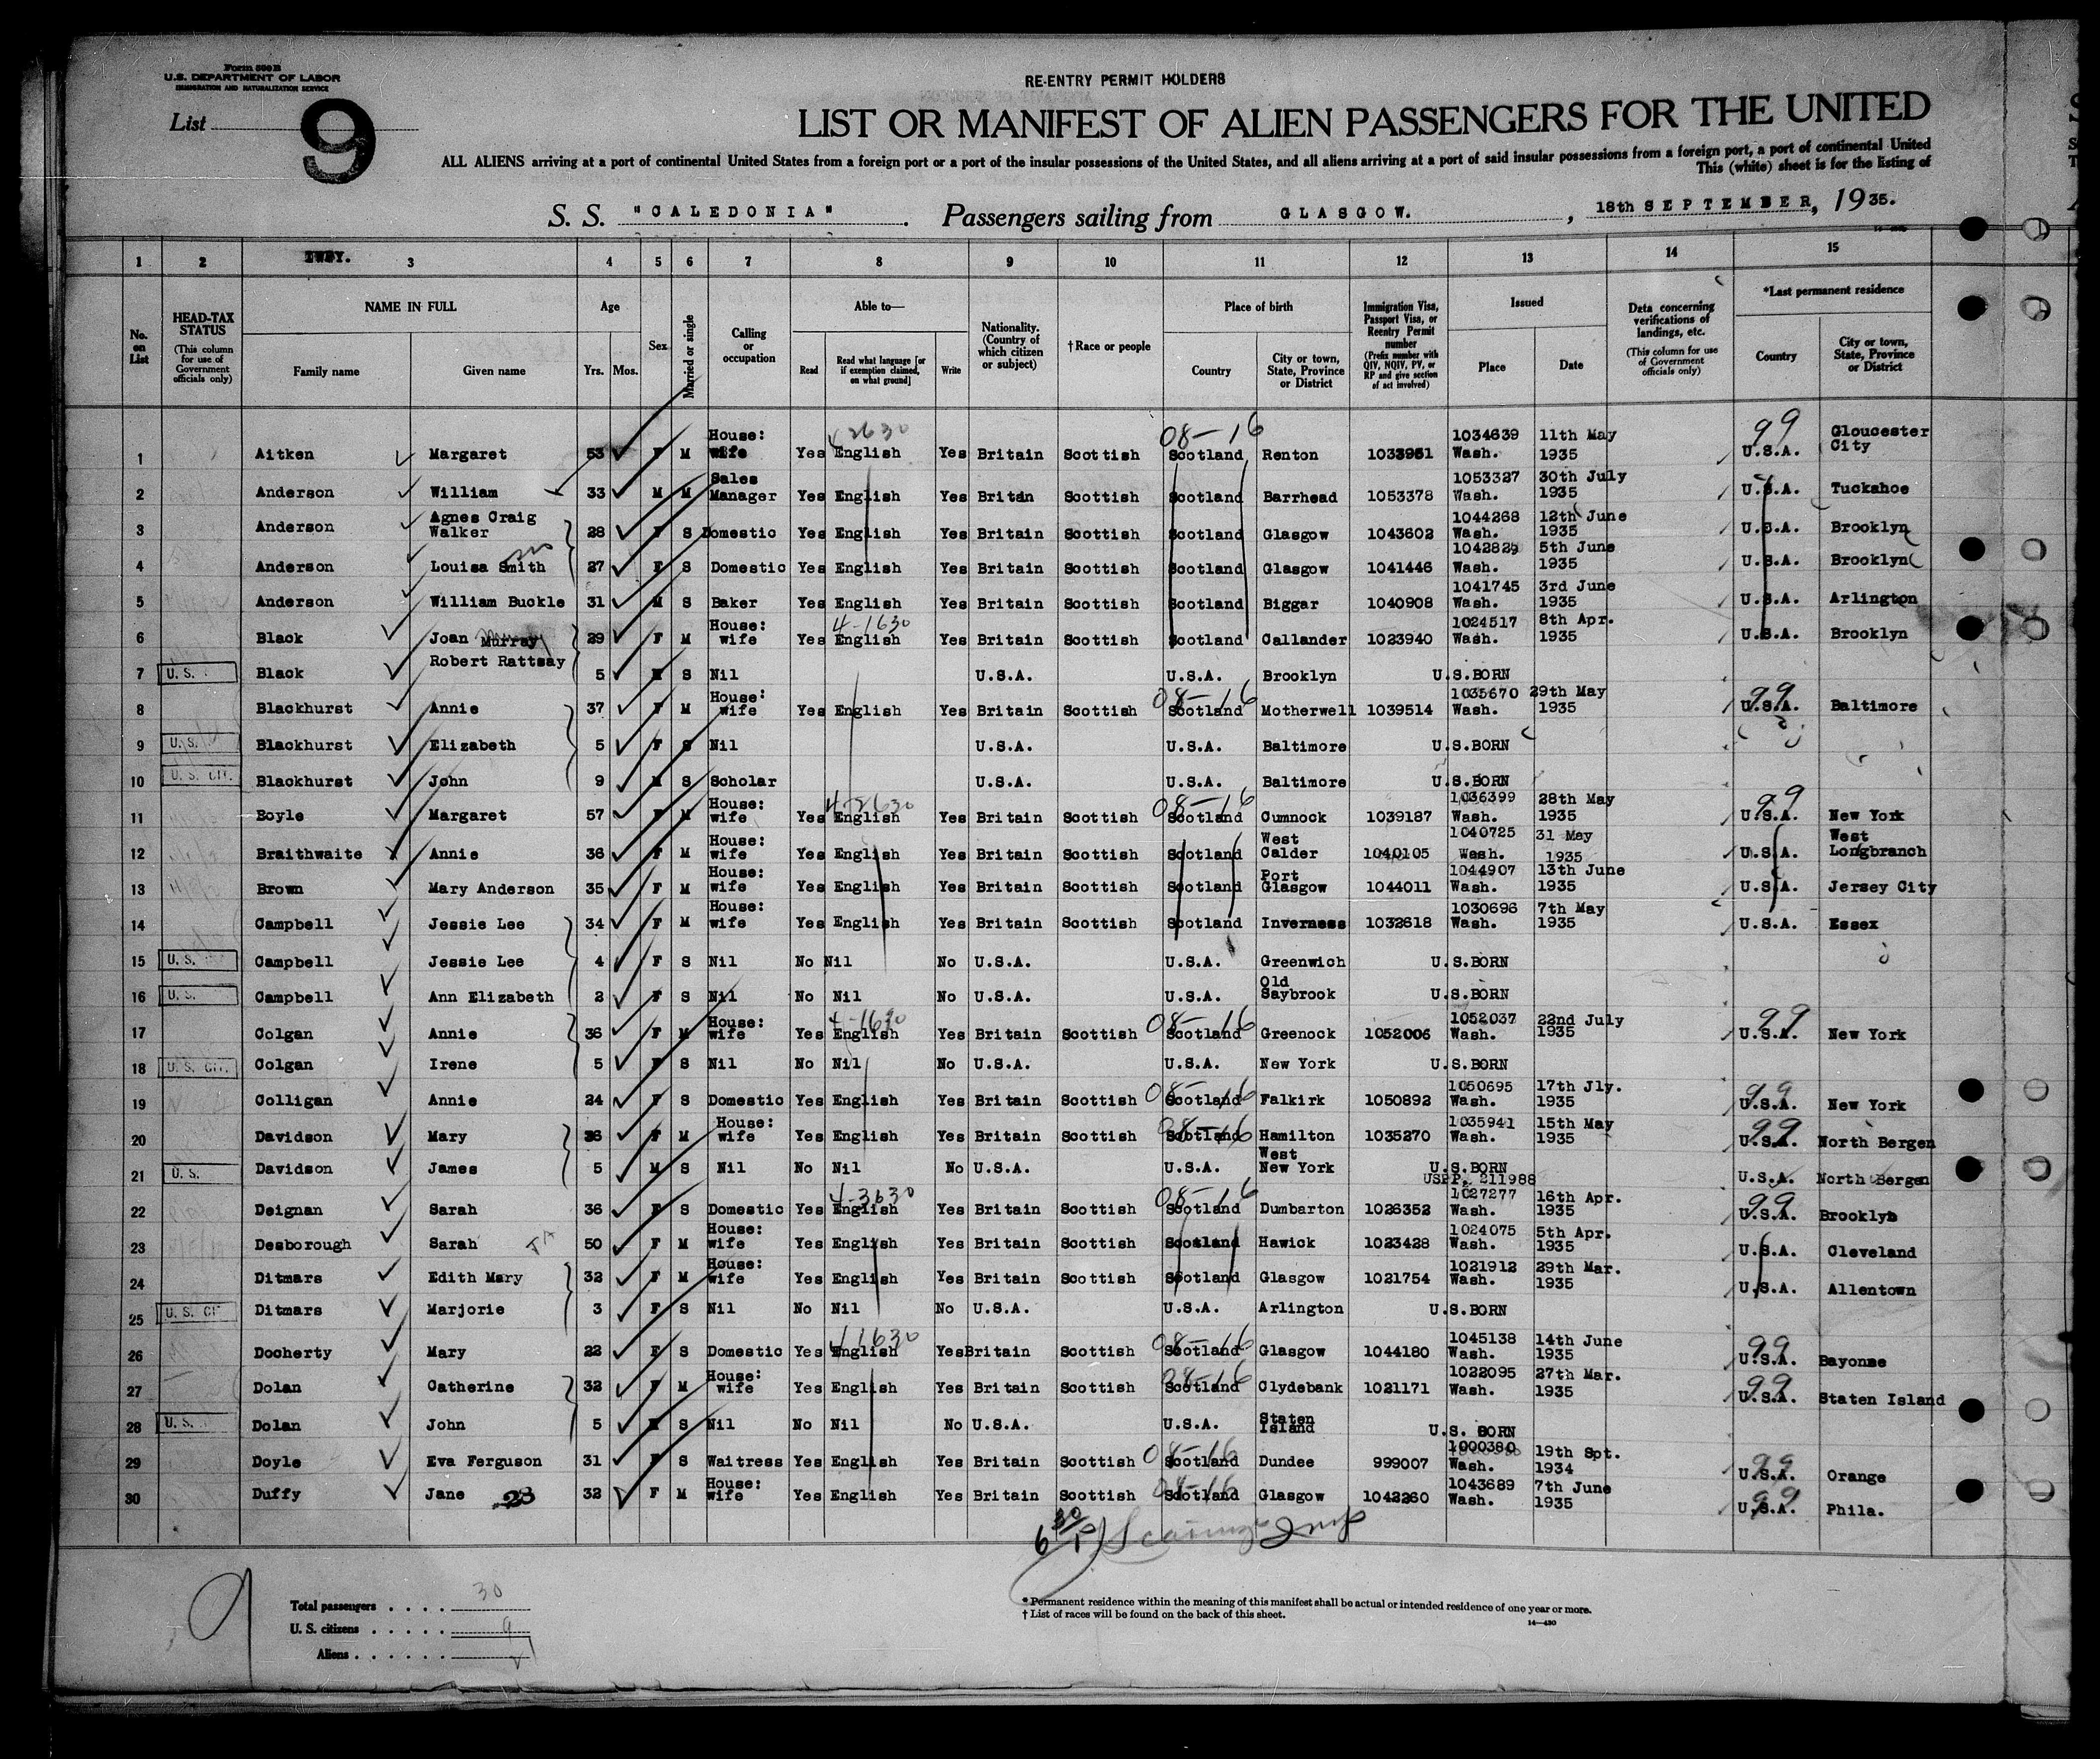 Form 500B
U.S. DEPARTMENT OF LABOR
IMMIGRATION AND NATURALIZATION SERVICE
RE-ENTRY PERMIT HOLDERS
List 9
LIST OR MANIFEST OF ALIEN PASSENGERS FOR THE UNITED
ALL ALIENS arriving at a port of continental United States from a foreign port or a port of the insular possessions of the United States, and all aliens arriving at a port of said insular possessions from a foreign port, a port of continental United
This (white) sheet is for the listing of
S. S. "CALEDONIA". Passengers sailing from GLASGOW. , 18th SEPTEMBER, 1935.
1 2 3 4 5 6 7 8 9 10 11 12 13 14 15
No. on List
HEAD-TAX STATUS (This column for use of Government officials only)
NAME IN FULL Family name Given name
Age Yrs. Mos.
Sex
Married or single
Calling or occupation
Able to— Read Read what language [or if exemption claimed, on what ground] Write
Nationality. (Country of which citizen or subject)
†Race or people
Place of birth Country City or town, State, Province or District
Immigration Visa, Passport Visa, or Reentry Permit number (Prefix number with QIV, NQIV, PV, or RP and give section of act involved)
Issued Place Date
Data concerning verifications of landings, etc. (This column for use of Government officials only)
*Last permanent residence Country City or town, State, Province or District
1 Aitken Margaret 53 F M House: wife Yes English Yes Britain Scottish Scotland Renton 1033951 1034639 Wash. 11th May 1935 U.S.A. Gloucester City
2 Anderson William 33 M M Sales Manager Yes English Yes Britain Scottish Scotland Barrhead 1053378 1053327 Wash. 30th July 1935 U.S.A. Tuckahoe
3 Anderson Agnes Craig Walker 28 F S Domestic Yes English Yes Britain Scottish Scotland Glasgow 1043602 1044268 Wash. 12th June 1935 U.S.A. Brooklyn
4 Anderson Louisa Smith 27 F S Domestic Yes English Yes Britain Scottish Scotland Glasgow 1041446 Wash. 5th June 1935 U.S.A. Brooklyn
5 Anderson William Buckle 31 M S Baker Yes English Yes Britain Scottish Scotland Biggar 1040908 1041745 Wash. 3rd June 1935 U.S.A. Arlington
6 Black Joan Murray 29 F M House: wife Yes English Yes Britain Scottish Scotland Callander 1023940 1024517 Wash. 8th Apr. 1935 U.S.A. Brooklyn
7 U. S. Black Robert Rattray 5 M S Nil U.S.A. U.S.A. Brooklyn U.S.BORN
8 Blackhurst Annie 37 F M House: wife Yes English Yes Britain Scottish Scotland Motherwell 1039514 1035670 Wash. 29th May 1935 U.S.A. Baltimore
9 U. S. Blackhurst Elizabeth 5 F S Nil U.S.A. U.S.A. Baltimore U.S.BORN
10 U. S. CIT. Blackhurst John 9 M S Scholar U.S.A. U.S.A. Baltimore U.S.BORN
11 Boyle Margaret 57 F M House: wife Yes English Yes Britain Scottish Scotland Cumnock 1039187 1036399 Wash. 28th May 1935 U.S.A. New York
12 Braithwaite Annie 36 F M House: wife Yes English Yes Britain Scottish Scotland West Calder 1040105 1040725 Wash. 31 May 1935 U.S.A. West Longbranch
13 Brown Mary Anderson 35 F M House: wife Yes English Yes Britain Scottish Scotland Port Glasgow 1044011 1044907 Wash. 13th June 1935 U.S.A. Jersey City
14 Campbell Jessie Lee 34 F M House: wife Yes English Yes Britain Scottish Scotland Inverness 1032618 1030696 Wash. 7th May 1935 U.S.A. Essex
15 U. S. Campbell Jessie Lee 4 F S Nil No Nil No U.S.A. U.S.A. Greenwich U.S.BORN
16 U. S. Campbell Ann Elizabeth 2 F S Nil No Nil No U.S.A. U.S.A. Old Saybrook U.S.BORN
17 Colgan Annie 36 F M House: wife Yes English Yes Britain Scottish Scotland Greenock 1052006 1052037 Wash. 22nd July 1935 U.S.A. New York
18 U. S. CIT. Colgan Irene 5 F S Nil No Nil No U.S.A. U.S.A. New York U.S.BORN
19 Colligan Annie 24 F S Domestic Yes English Yes Britain Scottish Scotland Falkirk 1050892 1050695 Wash. 17th Jly. 1935 U.S.A. New York
20 Davidson Mary 36 F M House: wife Yes English Yes Britain Scottish Scotland Hamilton 1035270 1035941 Wash. 15th May 1935 U.S.A. North Bergen
21 U. S. Davidson James 5 M S Nil No Nil No U.S.A. U.S.A. West New York U.S.BORN USPP. 211988 U.S.A. North Bergen
22 Deignan Sarah 36 F S Domestic Yes English Yes Britain Scottish Scotland Dumbarton 1026352 1027277 Wash. 16th Apr. 1935 U.S.A. Brooklyn
23 Desborough Sarah 50 F M House: wife Yes English Yes Britain Scottish Scotland Hawick 1023428 1024075 Wash. 5th Apr. 1935 U.S.A. Cleveland
24 Ditmars Edith Mary 32 F M House: wife Yes English Yes Britain Scottish Scotland Glasgow 1021754 1021912 Wash. 29th Mar. 1935 U.S.A. Allentown
25 U. S. CIT Ditmars Marjorie 3 F S Nil No Nil No U.S.A. U.S.A. Arlington U.S.BORN
26 Docherty Mary 22 F S Domestic Yes English Yes Britain Scottish Scotland Glasgow 1044180 1045138 Wash. 14th June 1935 U.S.A. Bayonne
27 Dolan Catherine 32 F M House: wife Yes English Yes Britain Scottish Scotland Clydebank 1021171 1022095 Wash. 27th Mar. 1935 U.S.A. Staten Island
28 U. S. Dolan John 5 M S Nil No Nil No U.S.A. U.S.A. Staten Island U.S. BORN
29 Doyle Eva Ferguson 31 F S Waitress Yes English Yes Britain Scottish Scotland Dundee 999007 1000380 Wash. 19th Spt. 1934 U.S.A. Orange
30 Duffy Jane 23 32 F M House: wife Yes English Yes Britain Scottish Scotland Glasgow 1042260 1043689 Wash. 7th June 1935 U.S.A. Phila.
Total passengers . . . . 30
U. S. citizens . . . . . 9
Aliens . . . . . .
* Permanent residence within the meaning of this manifest shall be actual or intended residence of one year or more.
† List of races will be found on the back of this sheet.
14—430